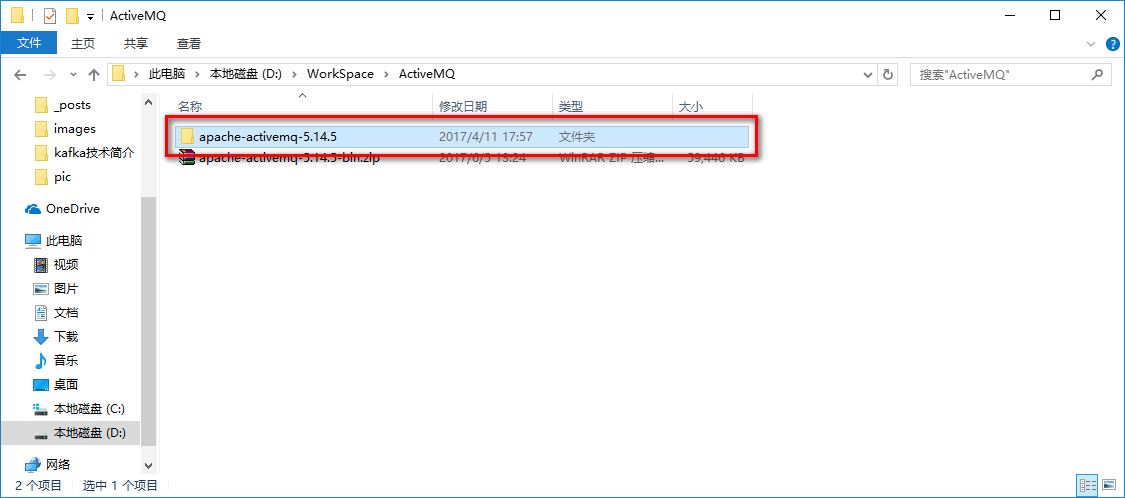 ActiveMQ
文件 主页 共享 查看
此电脑 本地磁盘 (D:) WorkSpace ActiveMQ 搜索"ActiveMQ"
名称 修改日期 类型 大小
apache-activemq-5.14.5 2017/4/11 17:57 文件夹
apache-activemq-5.14.5-bin.zip 2017/6/5 13:24 WinRAR ZIP 压缩... 59,446 KB
_posts
images
kafka技术简介
pic
OneDrive
此电脑
视频
图片
文档
下载
音乐
桌面
本地磁盘 (C:)
本地磁盘 (D:)
网络
2 个项目 选中 1 个项目